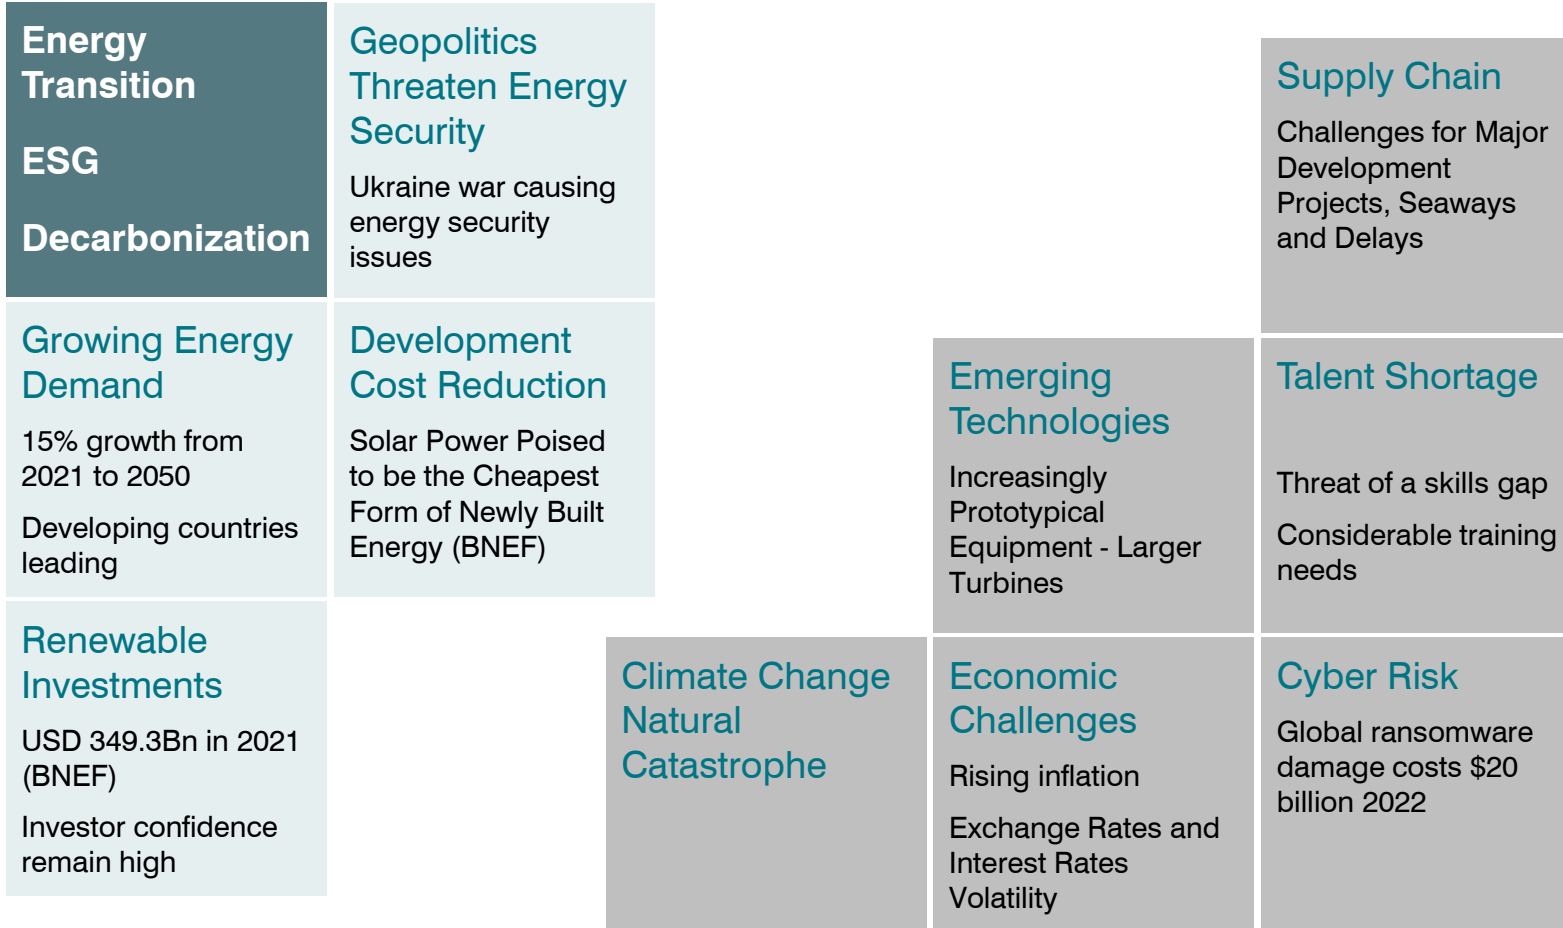 Energy
Transition
ESG
Decarbonization
Geopolitics
Threaten Energy
Security
Ukraine war causing
energy security
issues
Growing Energy
Demand
15% growth from
2021 to 2050
Developing countries
leading
Development
Cost Reduction
Solar Power Poised
to be the Cheapest
Form of Newly Built
Energy (BNEF)
Renewable
Investments
USD 349.3Bn in 2021
(BNEF)
Investor confidence
remain high
Supply Chain
Challenges for Major
Development
Projects, Seaways
and Delays
Emerging
Technologies
Increasingly
Prototypical
Equipment - Larger
Turbines
Talent Shortage
Threat of a skills gap
Considerable training
needs
Climate Change
Natural
Catastrophe
Economic
Challenges
Rising inflation
Exchange Rates and
Interest Rates
Volatility
Cyber Risk
Global ransomware
damage costs $20
billion 2022